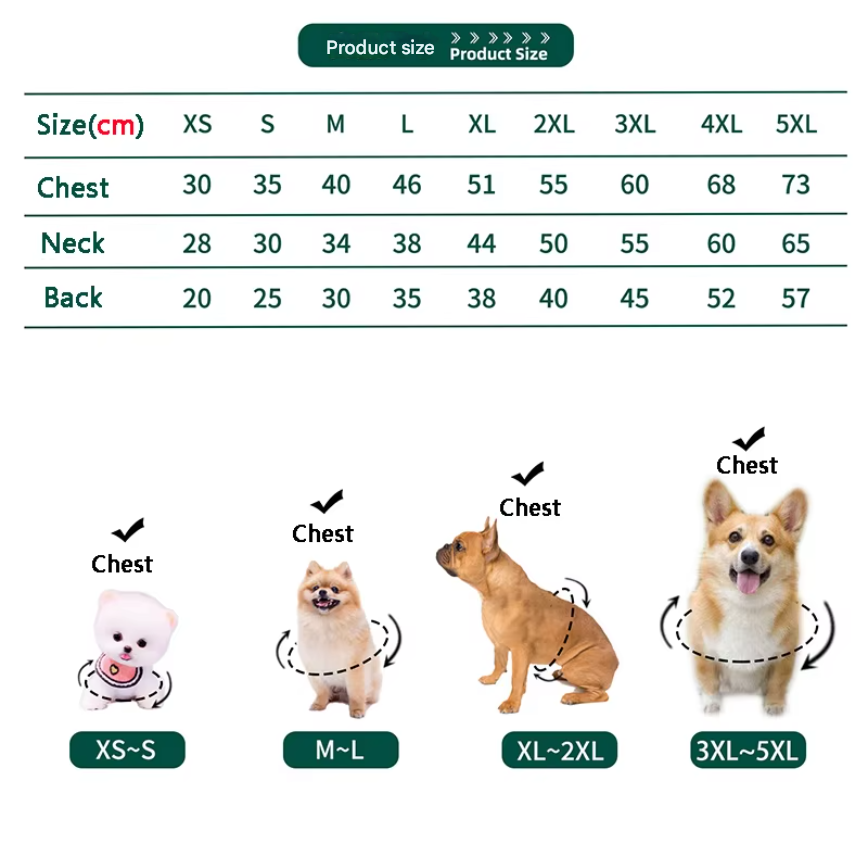 Product size
Product Size
Size(cm) XS S M L XL 2XL 3XL 4XL 5XL
Chest 30 35 40 46 51 55 60 68 73
Neck 28 30 34 38 44 50 55 60 65
Back 20 25 30 35 38 40 45 52 57
Chest
Chest
Chest
Chest
XS~S
M~L
XL~2XL
3XL~5XL